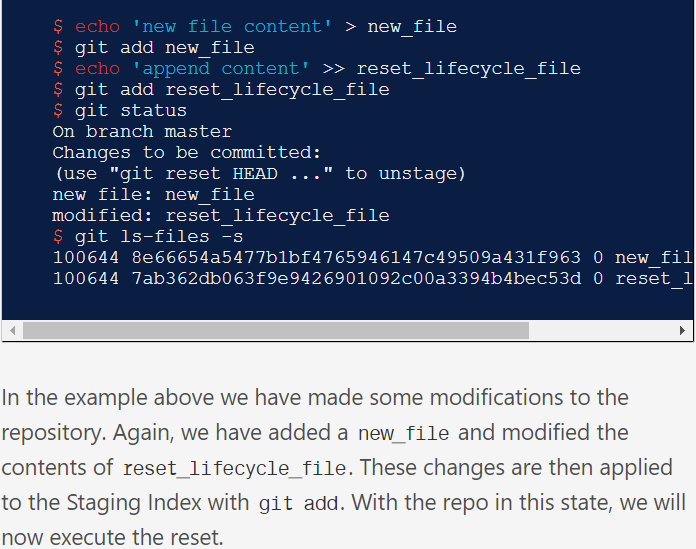 $ echo 'new file content' > new_file
$ git add new_file
$ echo 'append content' >> reset_lifecycle_file
$ git add reset_lifecycle_file
$ git status
On branch master
Changes to be committed:
(use "git reset HEAD ..." to unstage)
new file: new_file
modified: reset_lifecycle_file
$ git ls-files -s
100644 8e66654a5477b1bf4765946147c49509a431f963 0 new_fil
100644 7ab362db063f9e9426901092c00a3394b4bec53d 0 reset_l
In the example above we have made some modifications to the
repository. Again, we have added a new_file and modified the
contents of reset_lifecycle_file. These changes are then applied
to the Staging Index with git add. With the repo in this state, we will
now execute the reset.